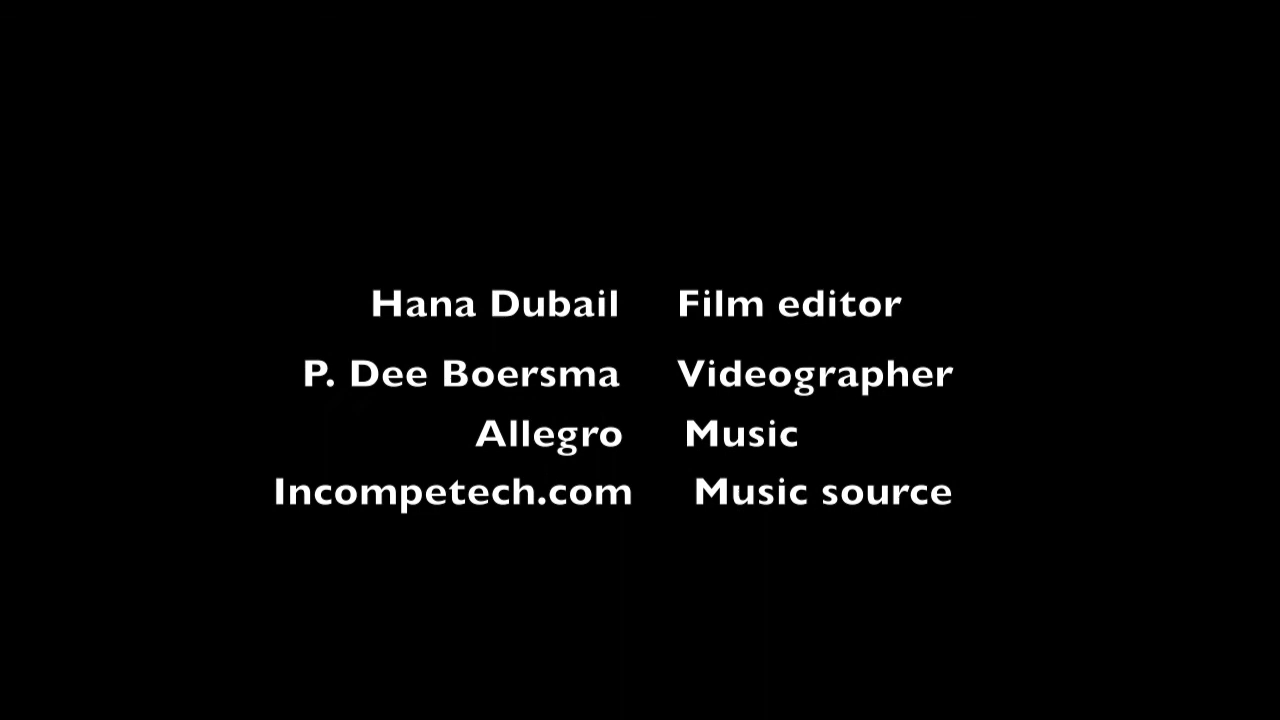 Hana Dubail Film editor
P. Dee Boersma Videographer
Allegro Music
Incompetech.com Music source